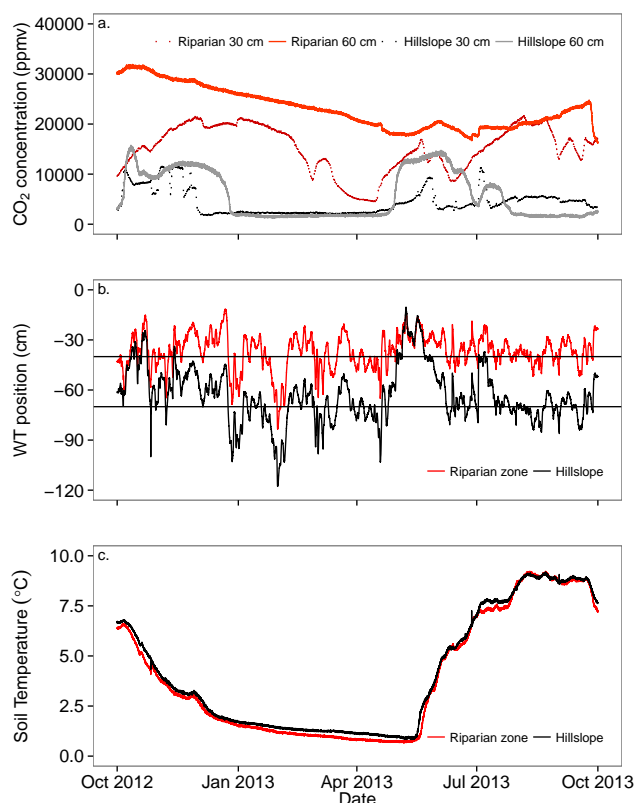 a.
Riparian 30 cm Riparian 60 cm Hillslope 30 cm Hillslope 60 cm
CO2 concentration (ppmv)
40000
30000
20000
10000
0
b.
WT position (cm)
0
−30
−60
−90
−120
Riparian zone Hillslope
c.
Soil Temperature (°C)
10.0
7.5
5.0
2.5
0.0
Riparian zone Hillslope
Oct 2012 Jan 2013 Apr 2013 Jul 2013 Oct 2013
Date